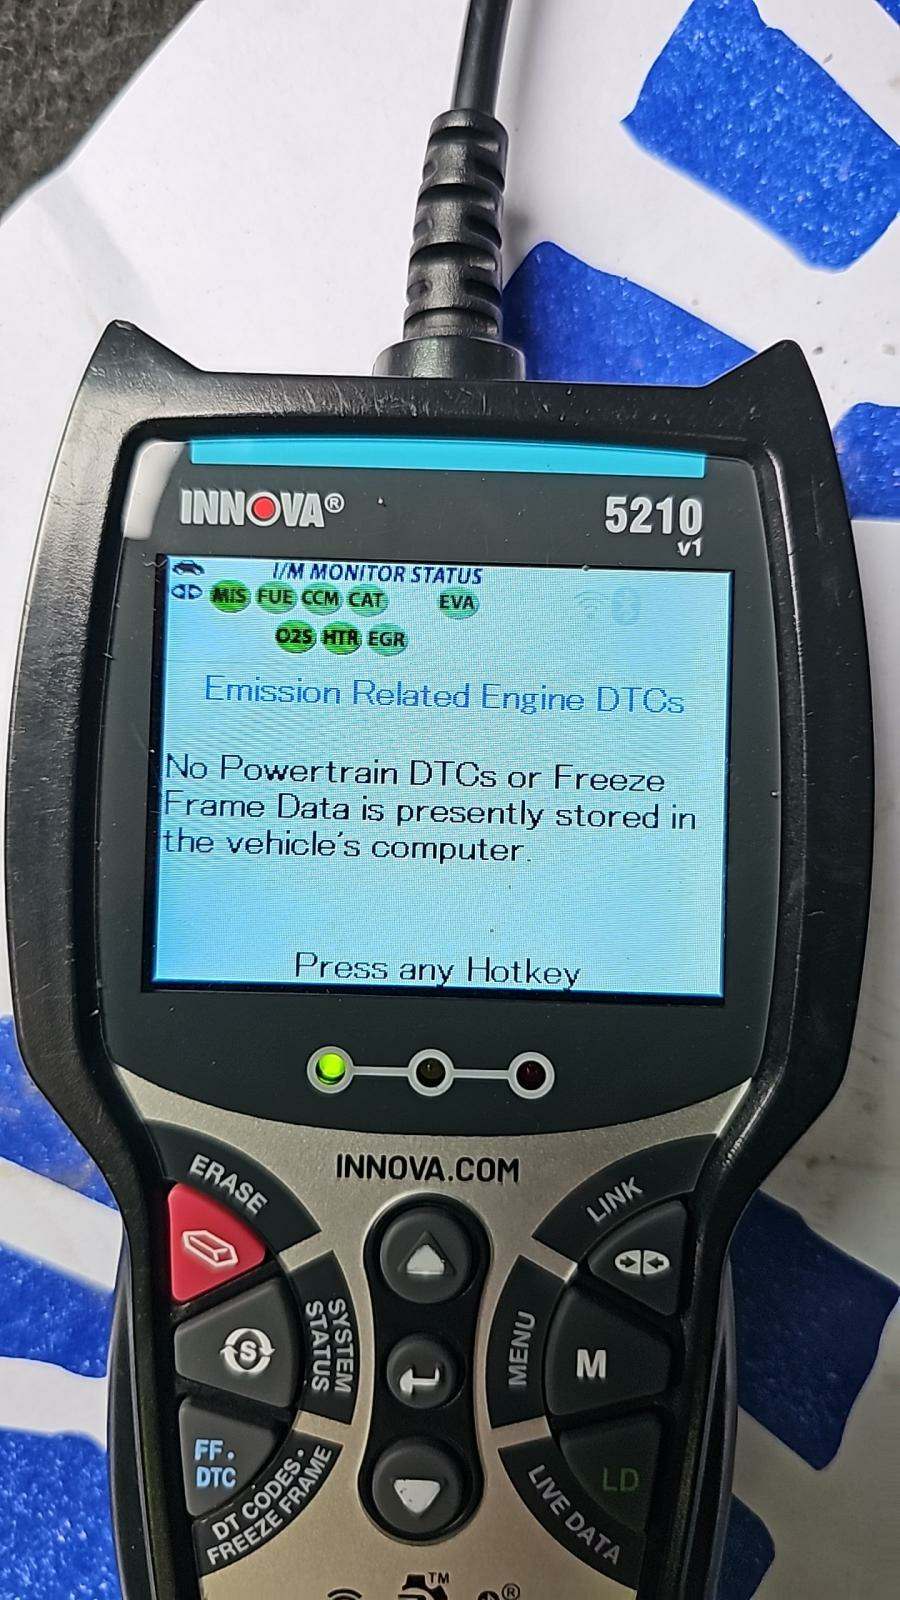 INNOVA®
5210
v1
I/M MONITOR STATUS
MIS FUE CCM CAT EVA
O2S HTR EGR
Emission Related Engine DTCs
No Powertrain DTCs or Freeze
Frame Data is presently stored in
the vehicle's computer.
Press any Hotkey
INNOVA.COM
ERASE
LINK
S
SYSTEM
STATUS
MENU
M
FF.
DTC
DT CODES •
FREEZE FRAME
LD
LIVE DATA
TM
®